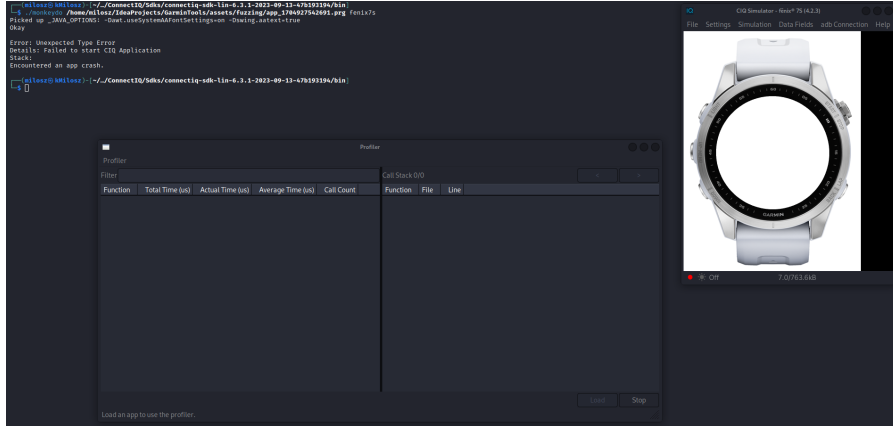 ┌──(milosz㉿kMilosz)-[~/…/ConnectIQ/Sdks/connectiq-sdk-lin-6.3.1-2023-09-13-47b193194/bin]
└─$ ./monkeydo /home/milosz/IdeaProjects/GarminTools/assets/fuzzing/app_1704927542691.prg fenix7s
Picked up _JAVA_OPTIONS: -Dawt.useSystemAAFontSettings=on -Dswing.aatext=true
Okay
Error: Unexpected Type Error
Details: Failed to start CIQ Application
Stack:
Encountered an app crash.
┌──(milosz㉿kMilosz)-[~/…/ConnectIQ/Sdks/connectiq-sdk-lin-6.3.1-2023-09-13-47b193194/bin]
└─$
Profiler
Profiler
Filter
Call Stack 0/0
< >
Function Total Time (us) Actual Time (us) Average Time (us) Call Count
Function File Line
Load Stop
Load an app to use the profiler.
CIQ Simulator - fēnix® 7S (4.2.3)
File Settings Simulation Data Fields adb Connection Help
GARMIN
Off 7.0/763.6kB